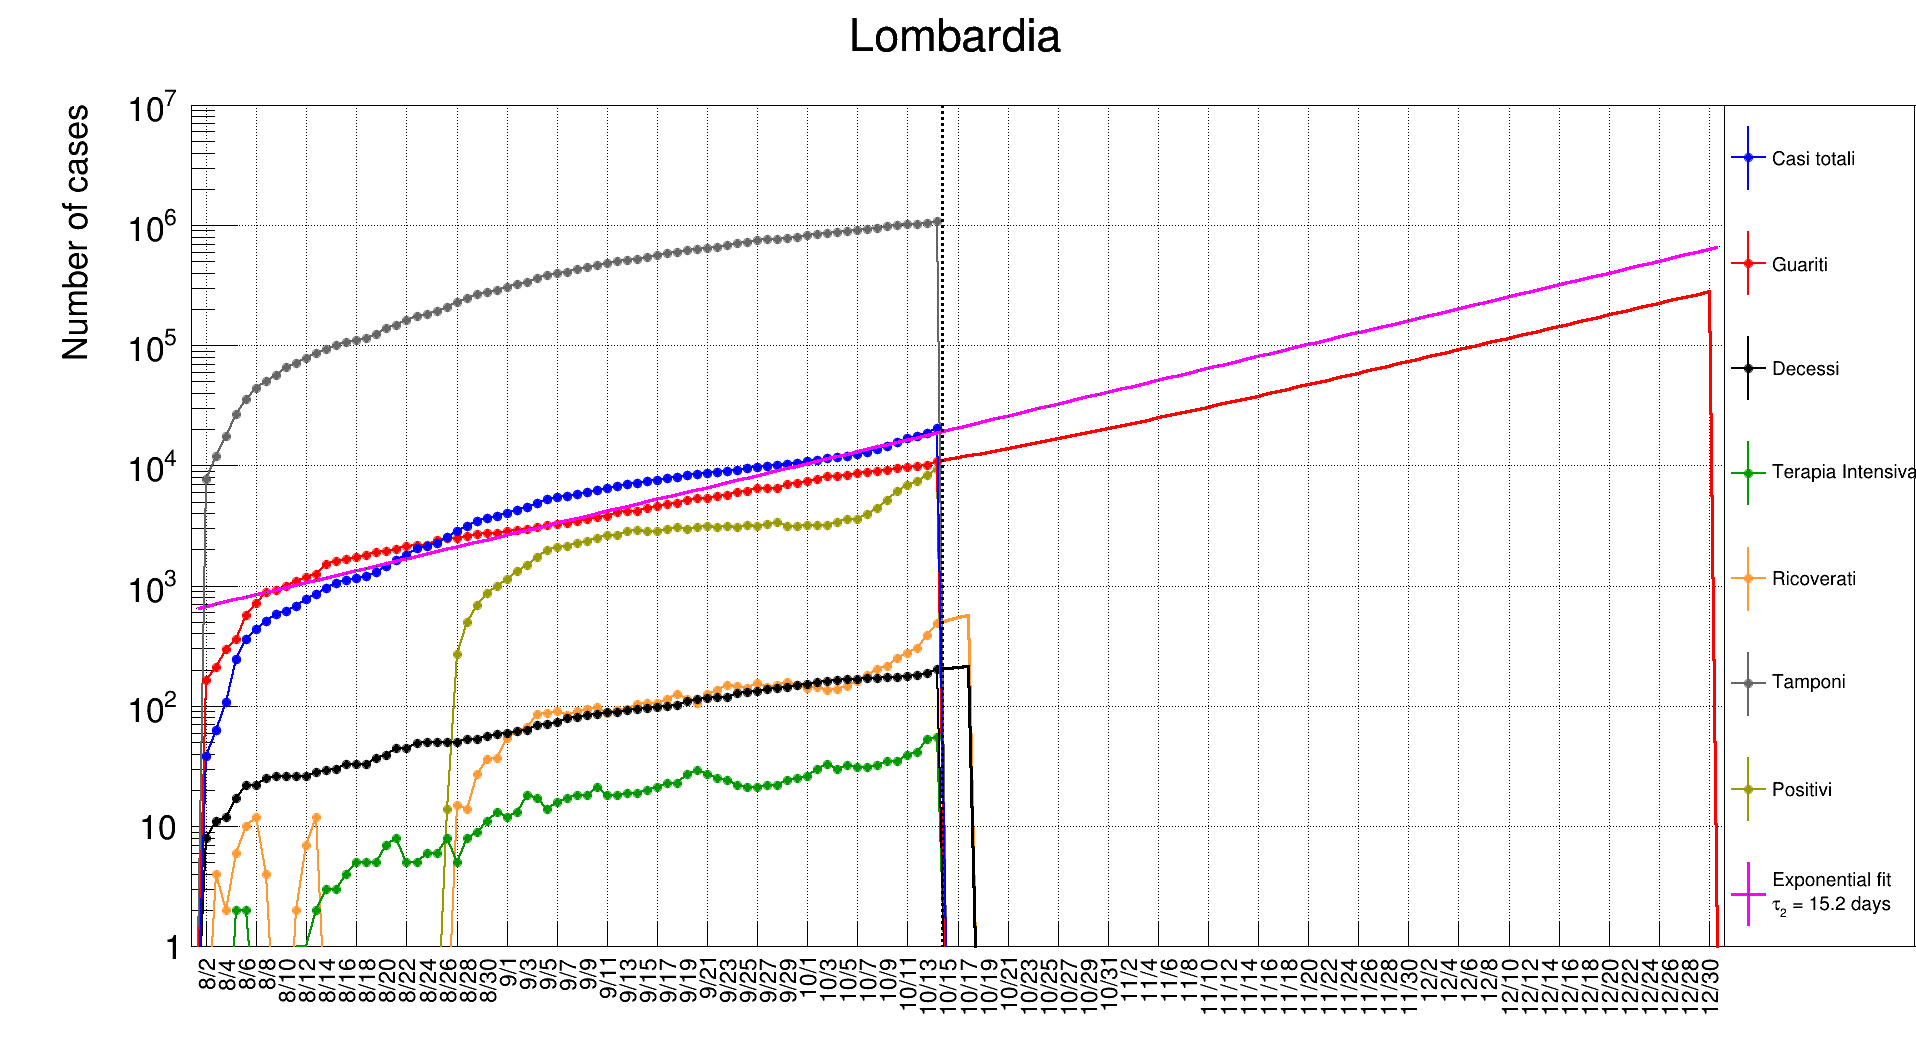 Lombardia
Number of cases
10^7
10^6
10^5
10^4
10^3
10^2
10
1
8/2 8/4 8/6 8/8 8/10 8/12 8/14 8/16 8/18 8/20 8/22 8/24 8/26 8/28 8/30 9/1 9/3 9/5 9/7 9/9 9/11 9/13 9/15 9/17 9/19 9/21 9/23 9/25 9/27 9/29 10/1 10/3 10/5 10/7 10/9 10/11 10/13 10/15 10/17 10/19 10/21 10/23 10/25 10/27 10/29 10/31 11/2 11/4 11/6 11/8 11/10 11/12 11/14 11/16 11/18 11/20 11/22 11/24 11/26 11/28 11/30 12/2 12/4 12/6 12/8 12/10 12/12 12/14 12/16 12/18 12/20 12/22 12/24 12/26 12/28 12/30
Casi totali
Guariti
Decessi
Terapia Intensiva
Ricoverati
Tamponi
Positivi
Exponential fit
τ_2 = 15.2 days